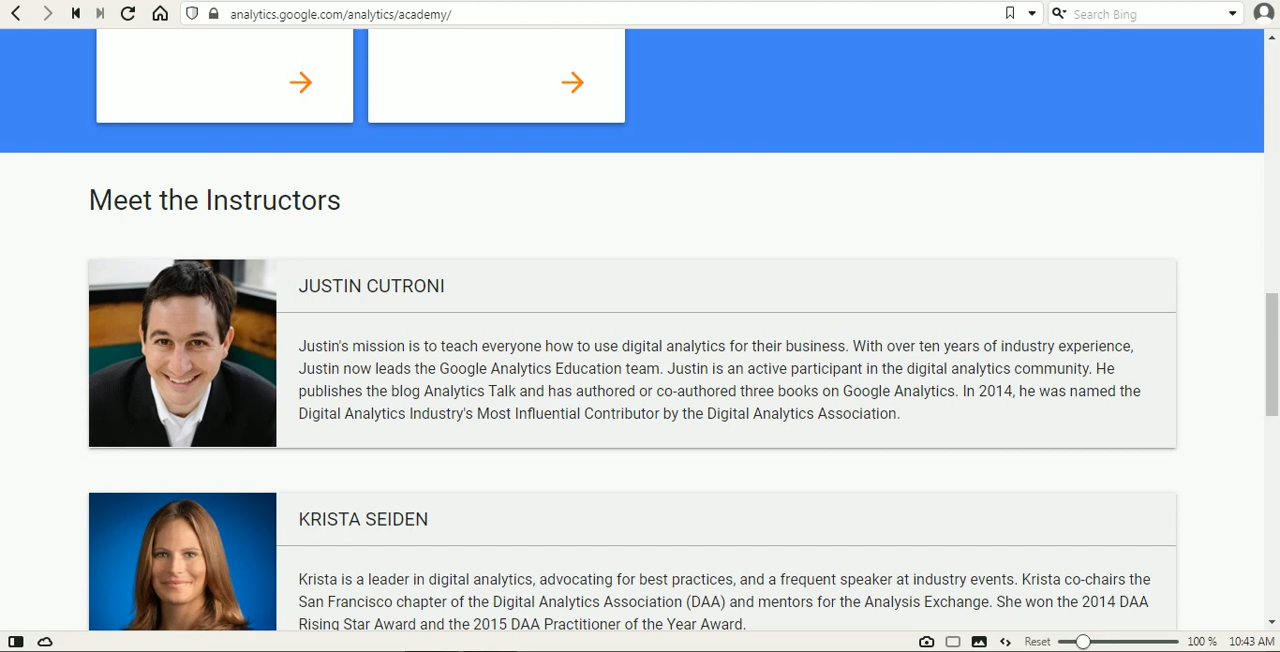 analytics.google.com/analytics/academy/
Search Bing
Meet the Instructors
JUSTIN CUTRONI
Justin's mission is to teach everyone how to use digital analytics for their business. With over ten years of industry experience,
Justin now leads the Google Analytics Education team. Justin is an active participant in the digital analytics community. He
publishes the blog Analytics Talk and has authored or co-authored three books on Google Analytics. In 2014, he was named the
Digital Analytics Industry's Most Influential Contributor by the Digital Analytics Association.
KRISTA SEIDEN
Krista is a leader in digital analytics, advocating for best practices, and a frequent speaker at industry events. Krista co-chairs the
San Francisco chapter of the Digital Analytics Association (DAA) and mentors for the Analysis Exchange. She won the 2014 DAA
Rising Star Award and the 2015 DAA Practitioner of the Year Award.
Reset 100 % 10:43 AM